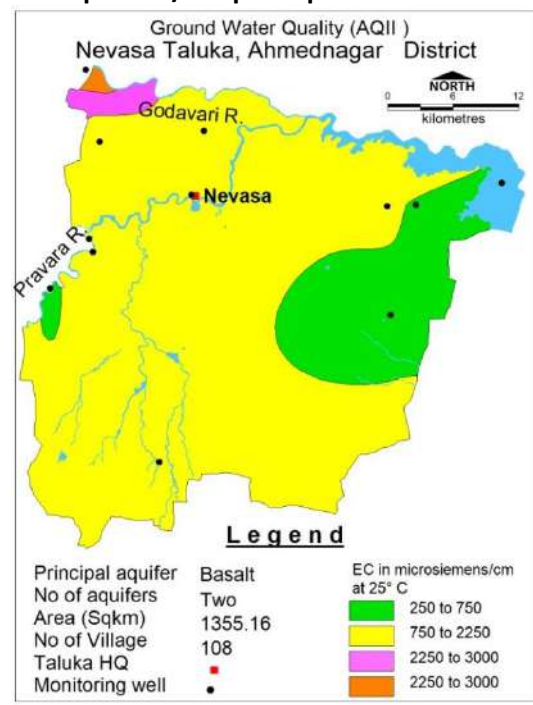 Ground Water Quality (AQII )
Nevasa Taluka, Ahmednagar District
NORTH
0 6 12
kilometres
Godavari R.
Nevasa
Pravara R.
Legend
Principal aquifer Basalt
No of aquifers Two
Area (Sqkm) 1355.16
No of Village 108
Taluka HQ
Monitoring well
EC in microsiemens/cm
at 25° C
250 to 750
750 to 2250
2250 to 3000
2250 to 3000